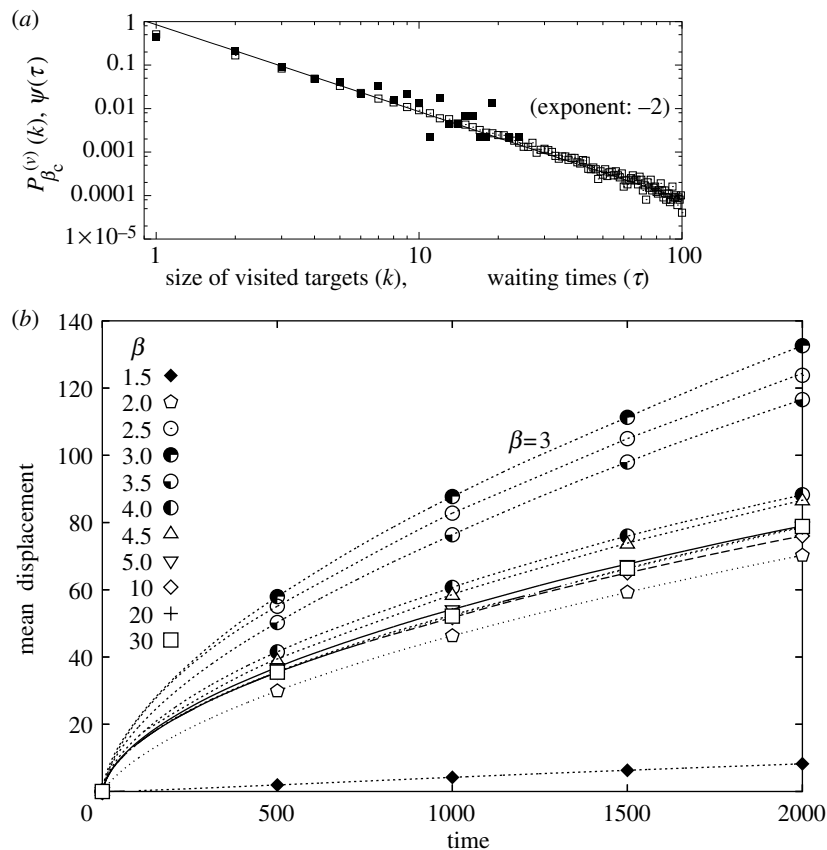 (a)
1
0.1
0.01
0.001
0.0001
1×10⁻⁵
P_{β_c}^{(v)}(k), ψ(τ)
(exponent: –2)
1 10 100
size of visited targets (k), waiting times (τ)
(b)
140
120
100
80
60
40
20
0
mean displacement
β
1.5
2.0
2.5
3.0
3.5
4.0
4.5
5.0
10
20
30
β=3
500 1000 1500 2000
time